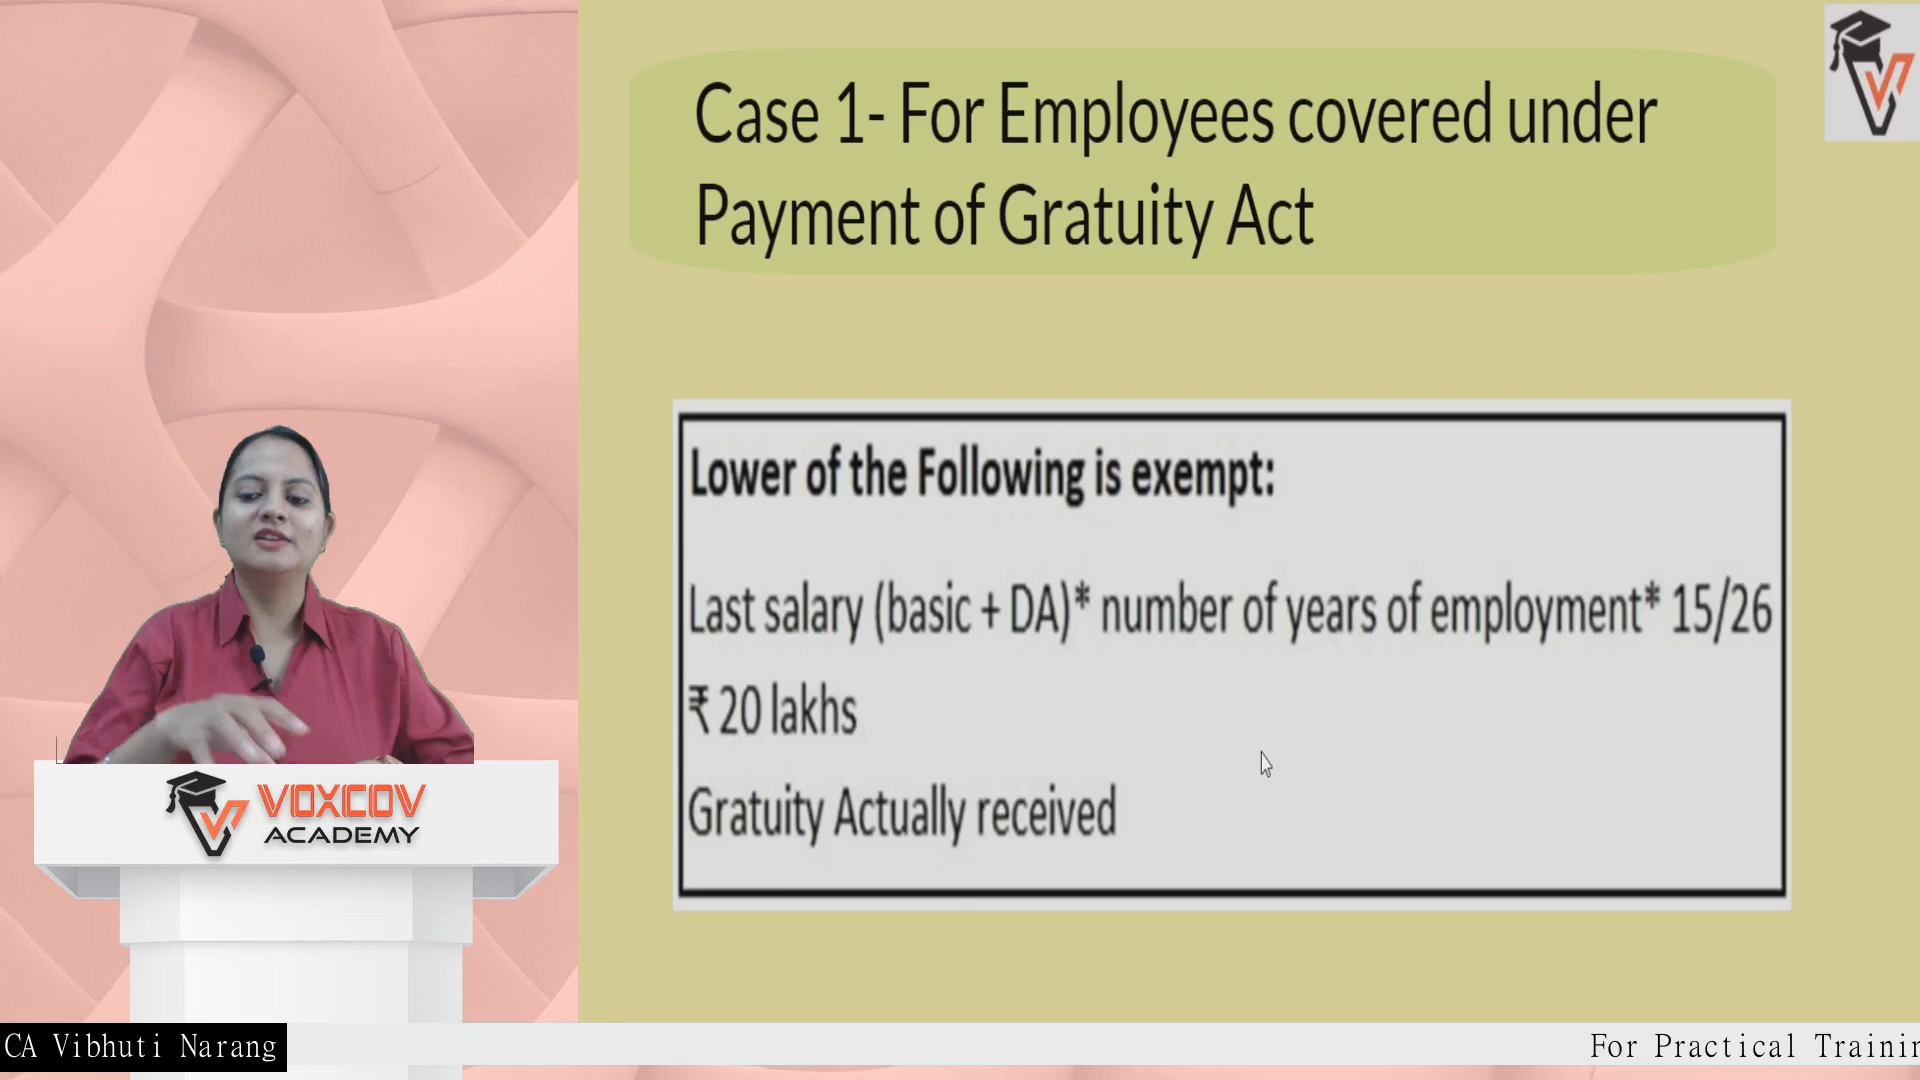 Case 1- For Employees covered under
Payment of Gratuity Act
Lower of the Following is exempt:
Last salary (basic + DA)* number of years of employment* 15/26
₹ 20 lakhs
Gratuity Actually received
VOXCOV
ACADEMY
CA Vibhuti Narang
For Practical